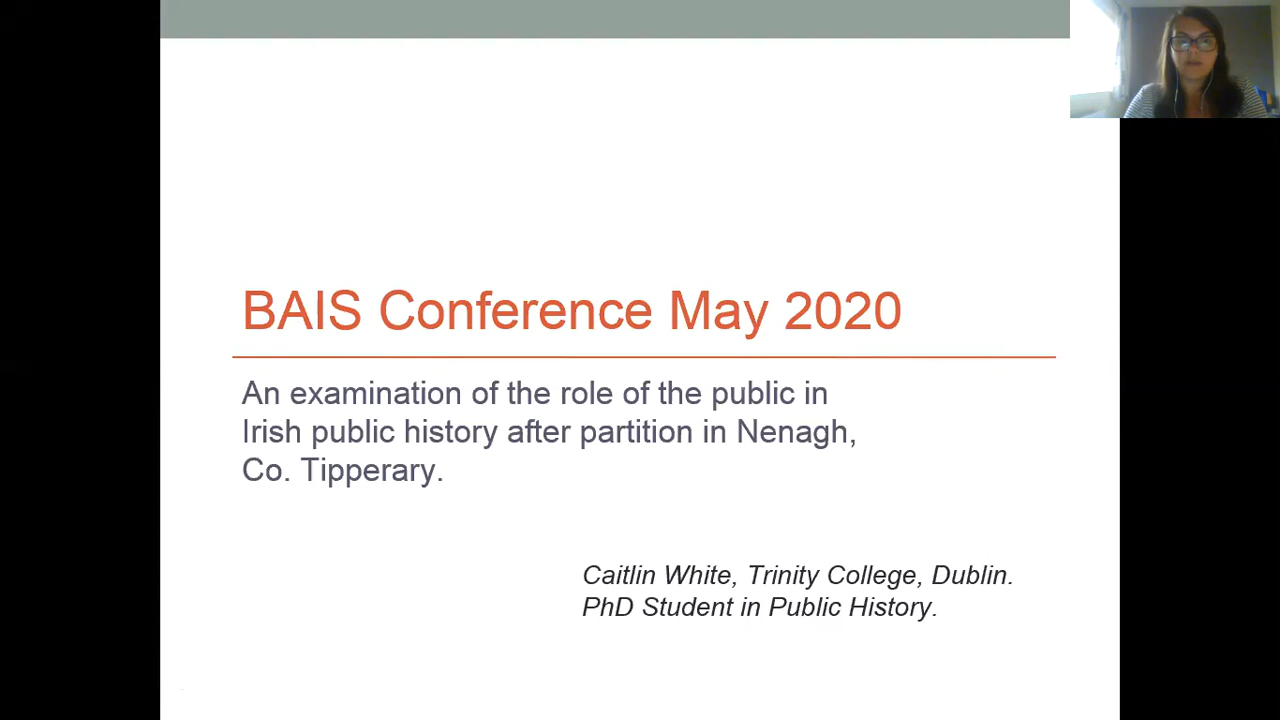 BAIS Conference May 2020
An examination of the role of the public in
Irish public history after partition in Nenagh,
Co. Tipperary.
Caitlin White, Trinity College, Dublin.
PhD Student in Public History.